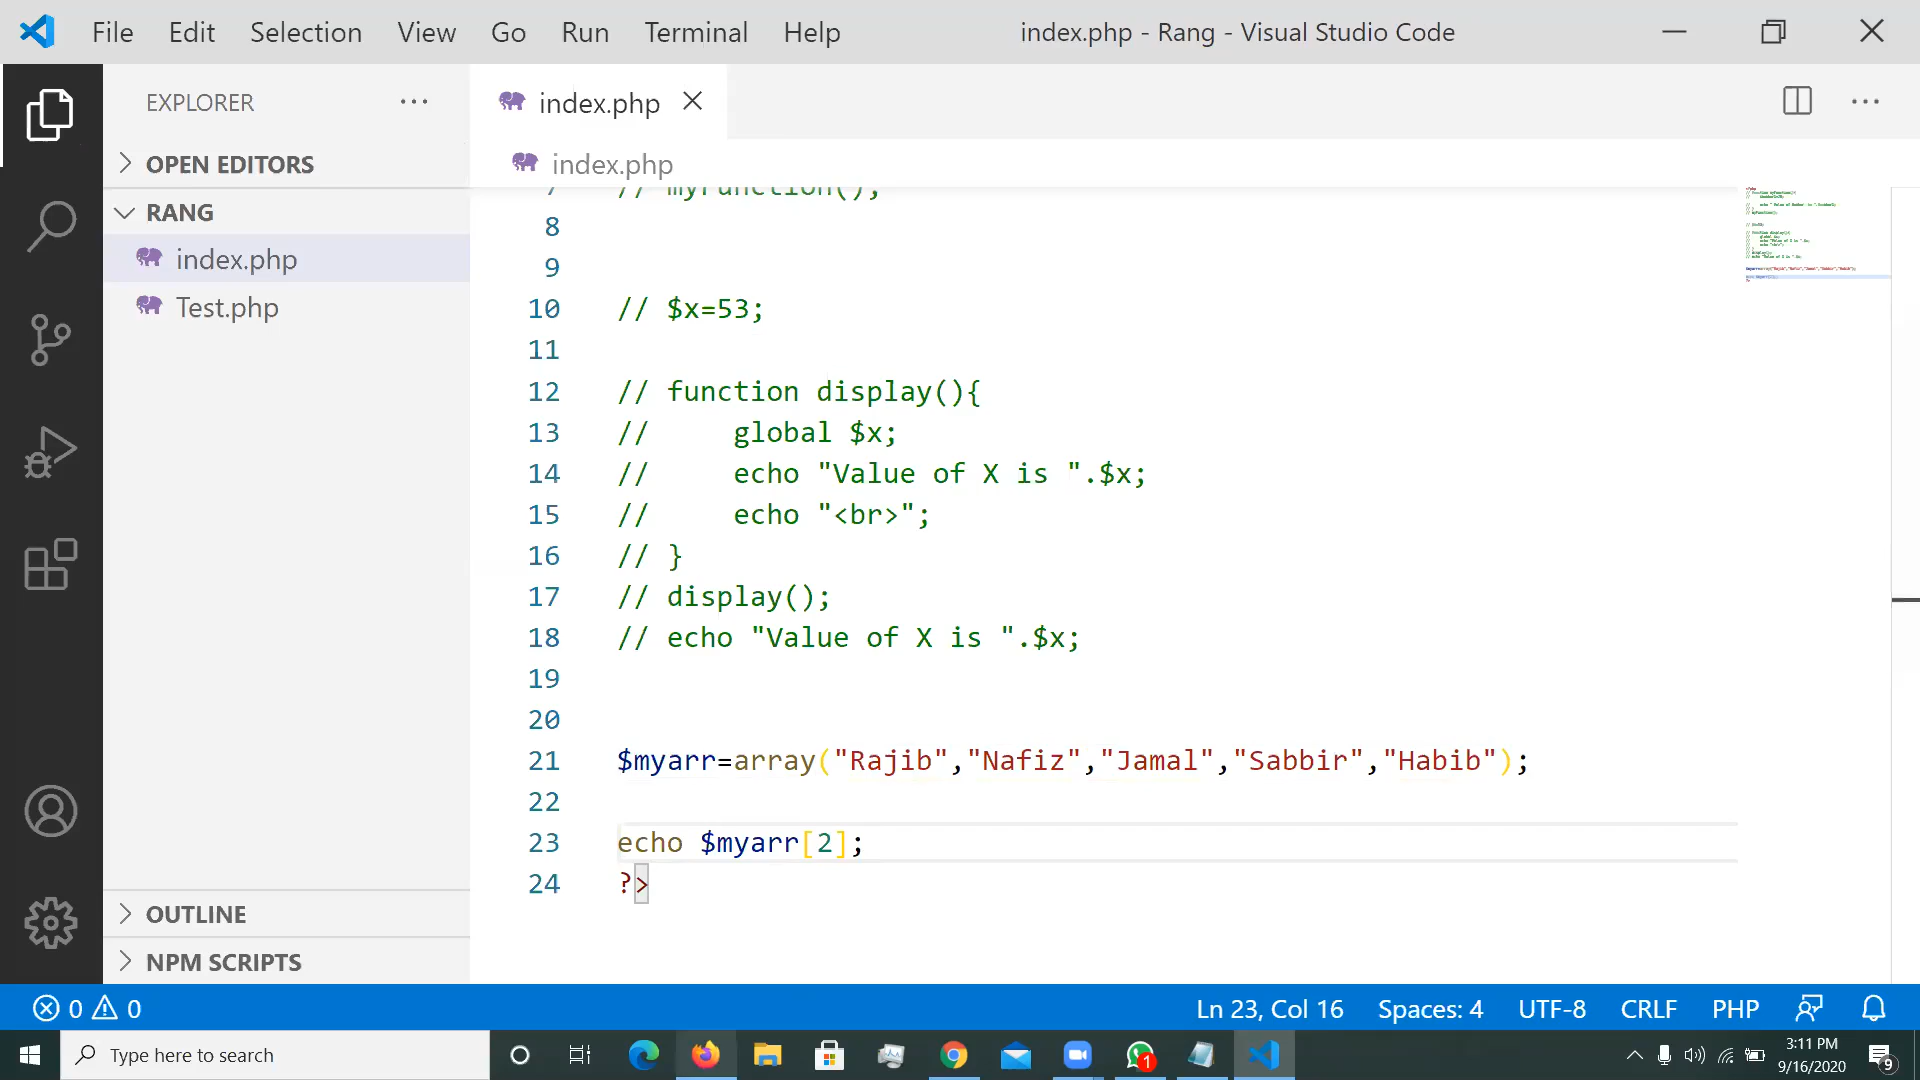 File Edit Selection View Go Run Terminal Help index.php - Rang - Visual Studio Code
EXPLORER
OPEN EDITORS
RANG
index.php
Test.php
OUTLINE
NPM SCRIPTS
index.php
index.php
7 // myFunction();
8
9
10 // $x=53;
11
12 // function display(){
13 //     global $x;
14 //     echo "Value of X is ".$x;
15 //     echo "<br>";
16 // }
17 // display();
18 // echo "Value of X is ".$x;
19
20
21 $myarr=array("Rajib","Nafiz","Jamal","Sabbir","Habib");
22
23 echo $myarr[2];
24 ?>
0 0 Ln 23, Col 16 Spaces: 4 UTF-8 CRLF PHP
Type here to search
1
3:11 PM
9/16/2020
9